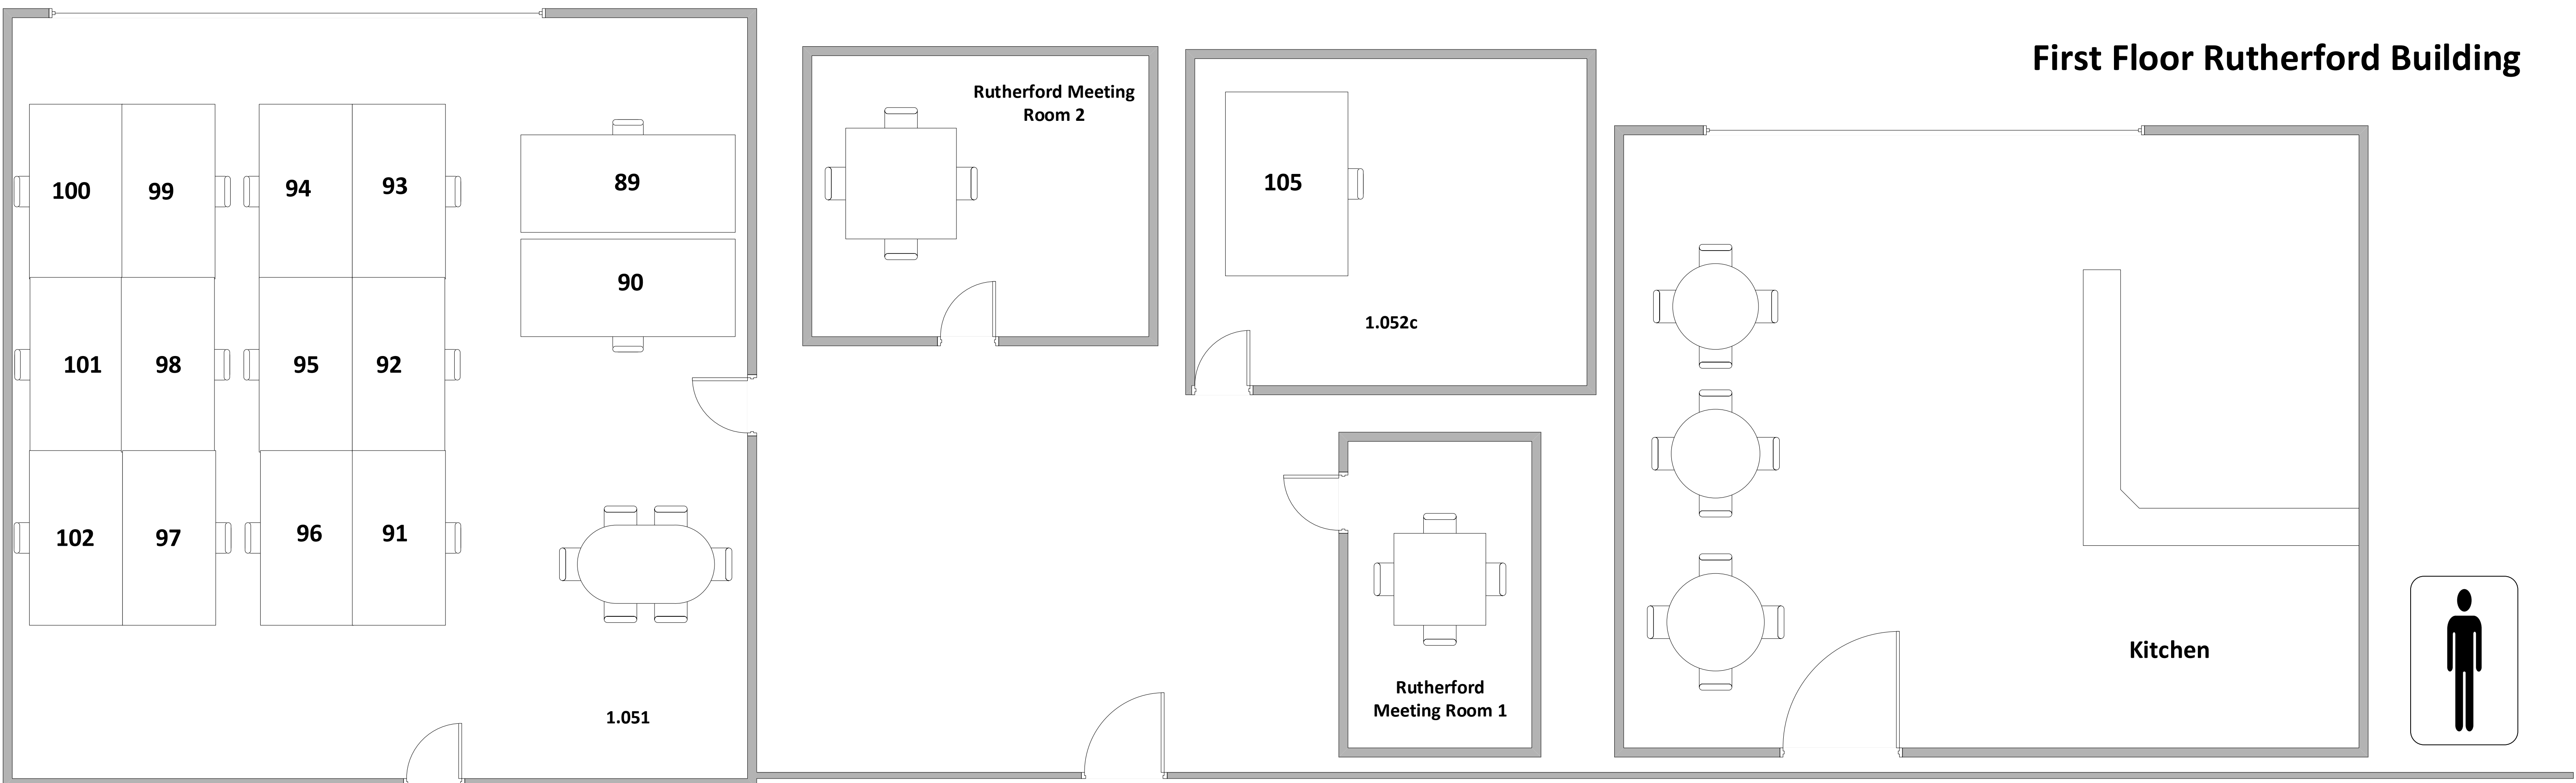 First Floor Rutherford Building
Rutherford Meeting
Room 2
100
99
94
93
89
105
90
101
98
95
92
1.052c
102
97
96
91
Kitchen
Rutherford
Meeting Room 1
1.051